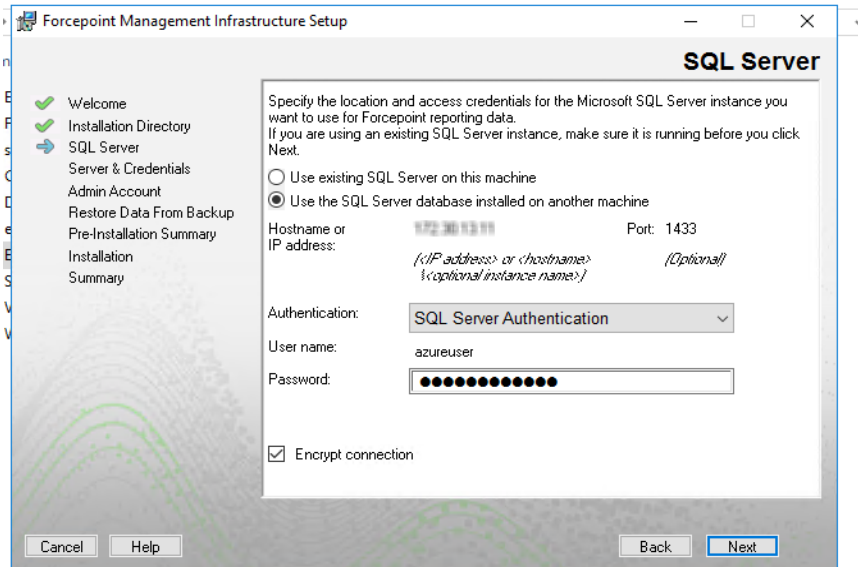 Forcepoint Management Infrastructure Setup
SQL Server
Welcome
Installation Directory
SQL Server
Server & Credentials
Admin Account
Restore Data From Backup
Pre-Installation Summary
Installation
Summary
Specify the location and access credentials for the Microsoft SQL Server instance you
want to use for Forcepoint reporting data.
If you are using an existing SQL Server instance, make sure it is running before you click
Next.
Use existing SQL Server on this machine
Use the SQL Server database installed on another machine
Hostname or
IP address:
Port: 1433
(<IP address> or <hostname>
\<optional instance name>)
(Optional)
Authentication:
SQL Server Authentication
User name:
azureuser
Password:
Encrypt connection
Cancel
Help
Back
Next